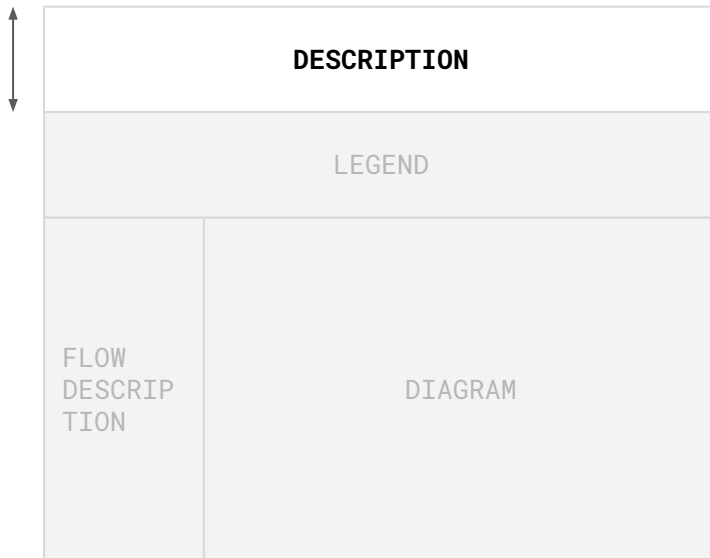 DESCRIPTION
LEGEND
FLOW
DESCRIP
TION
DIAGRAM